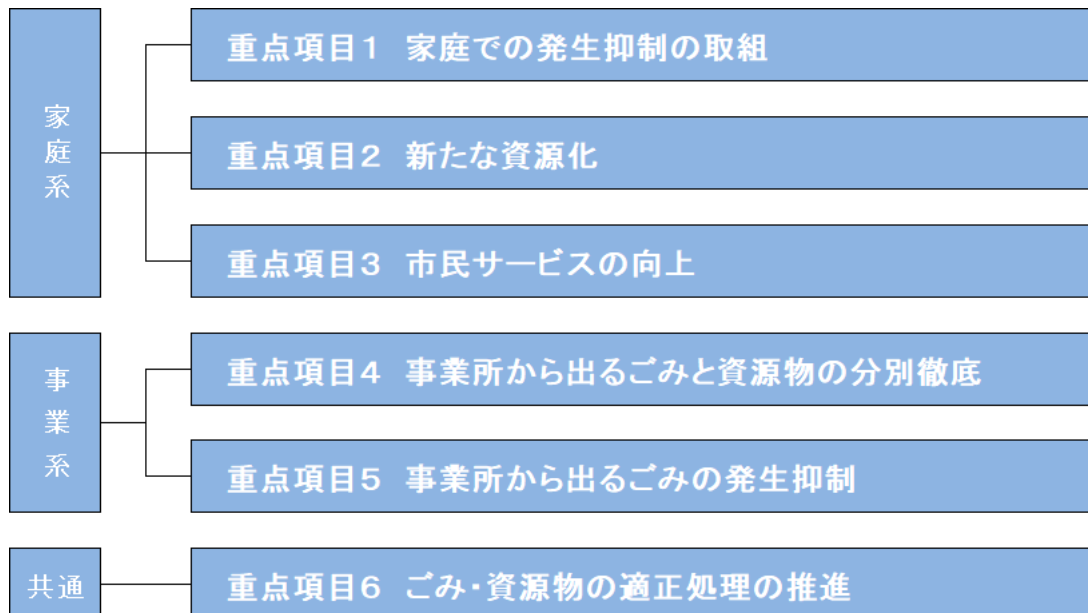 家庭系
重点項目1 家庭での発生抑制の取組
重点項目2 新たな資源化
重点項目3 市民サービスの向上
事業系
重点項目4 事業所から出るごみと資源物の分別徹底
重点項目5 事業所から出るごみの発生抑制
共通
重点項目6 ごみ・資源物の適正処理の推進